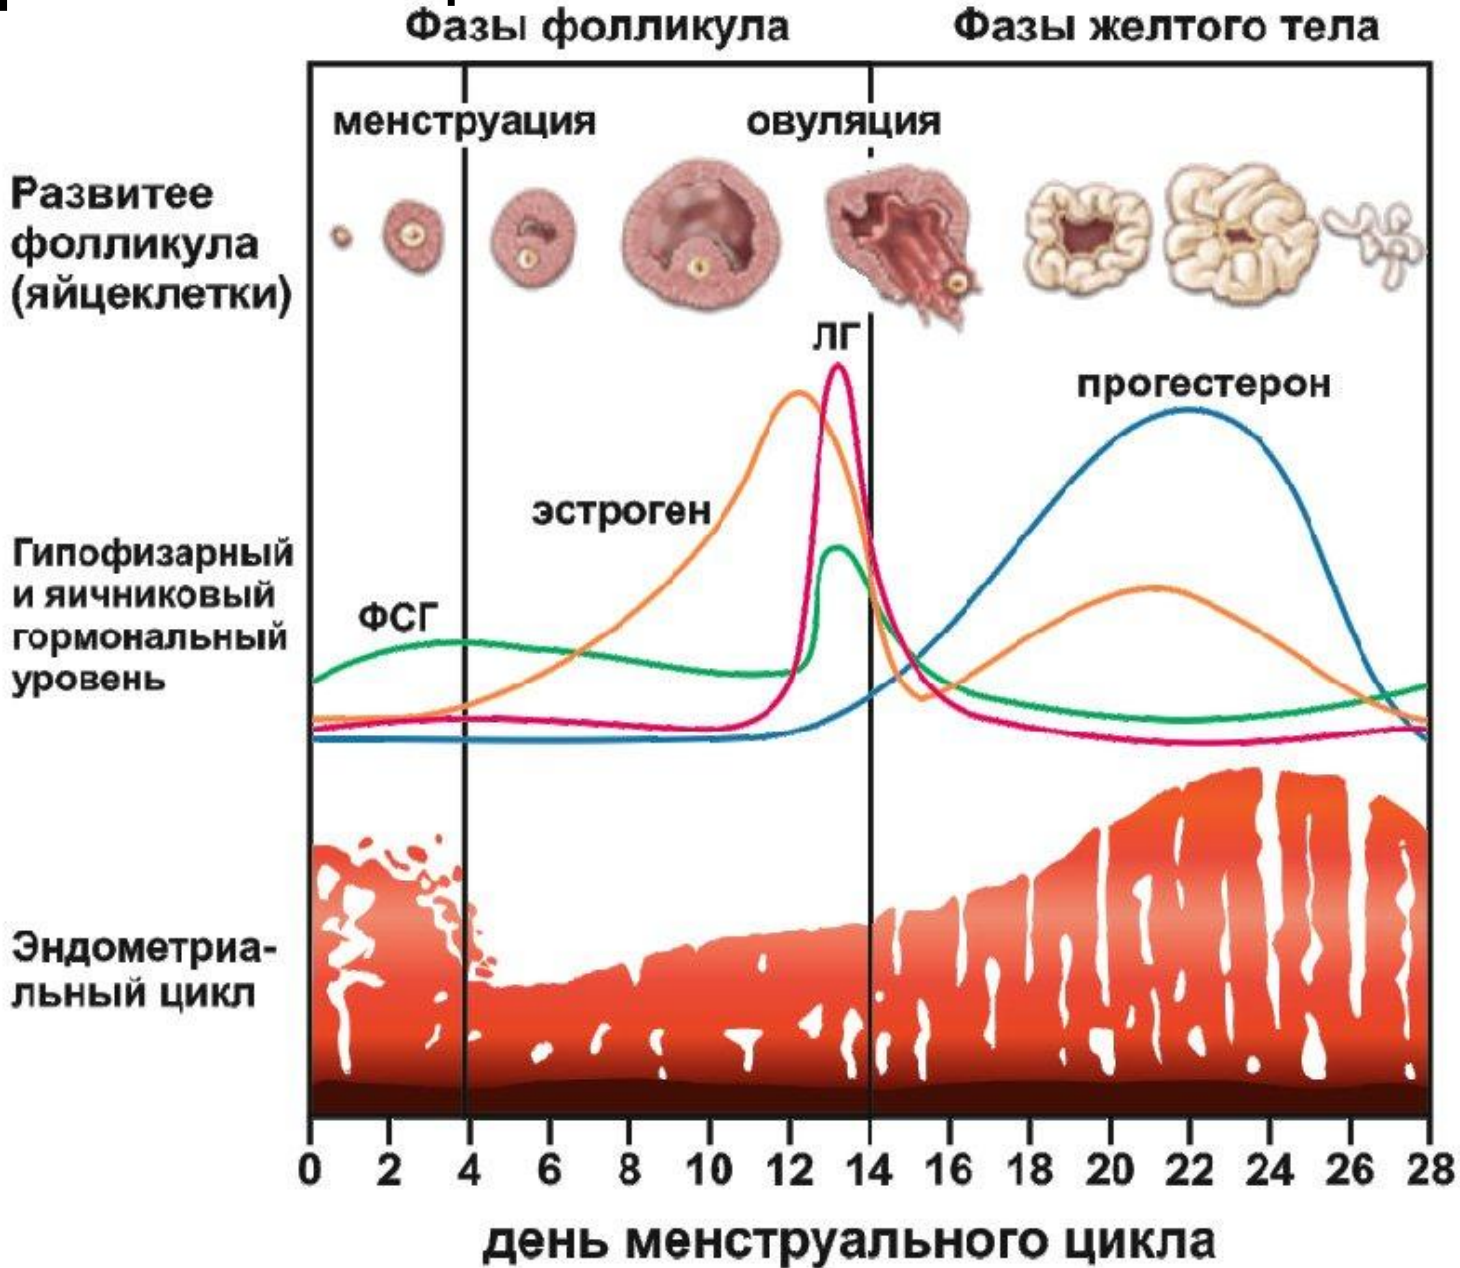 Фазы фолликула
Фазы желтого тела
менструация
овуляция
Развитее
фолликула
(яйцеклетки)
ЛГ
прогестерон
эстроген
ФСГ
Гипофизарный
и яичниковый
гормональный
уровень
Эндометриа-
льный цикл
0 2 4 6 8 10 12 14 16 18 20 22 24 26 28
день менструального цикла